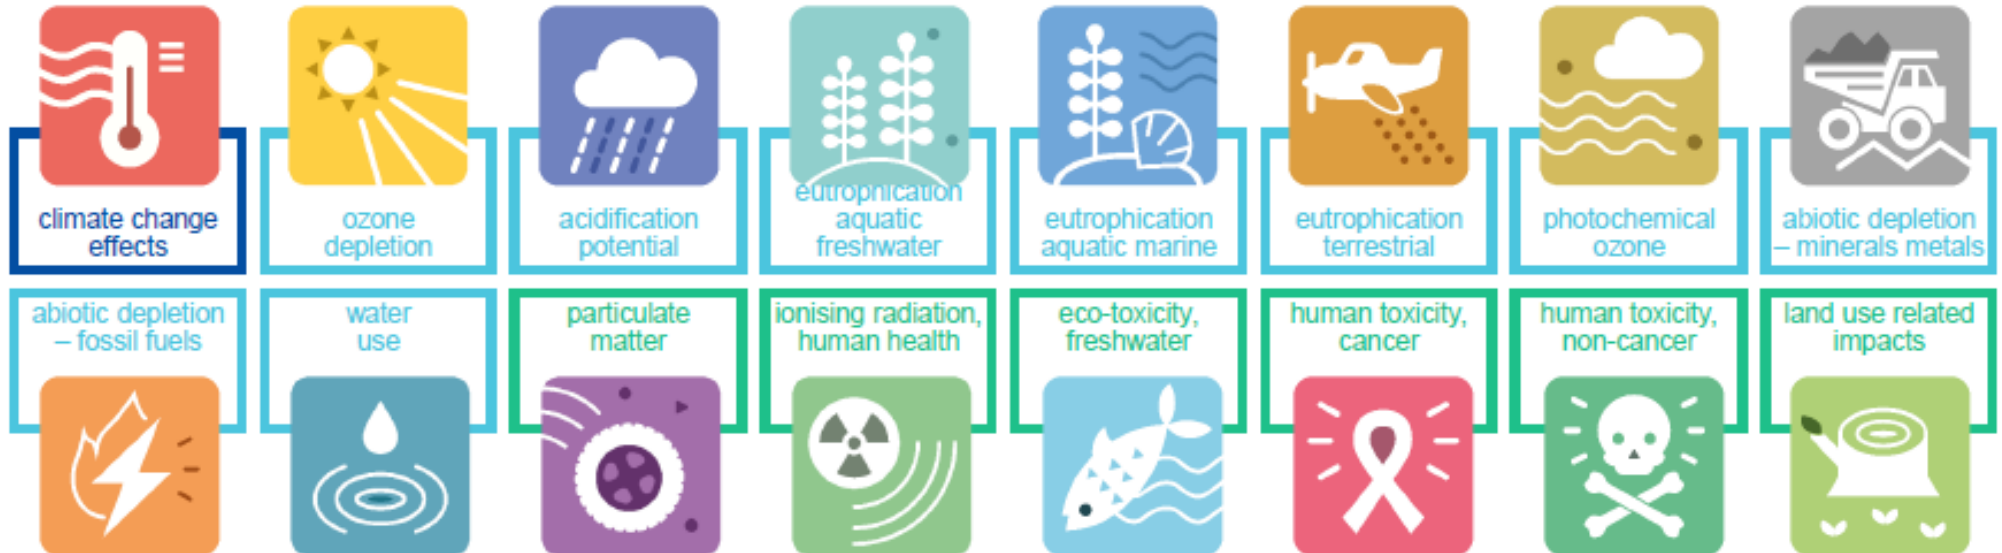 climate change
effects
ozone
depletion
acidification
potential
eutrophication
aquatic
freshwater
eutrophication
aquatic marine
eutrophication
terrestrial
photochemical
ozone
abiotic depletion
– minerals metals
abiotic depletion
– fossil fuels
water
use
particulate
matter
ionising radiation,
human health
eco-toxicity,
freshwater
human toxicity,
cancer
human toxicity,
non-cancer
land use related
impacts